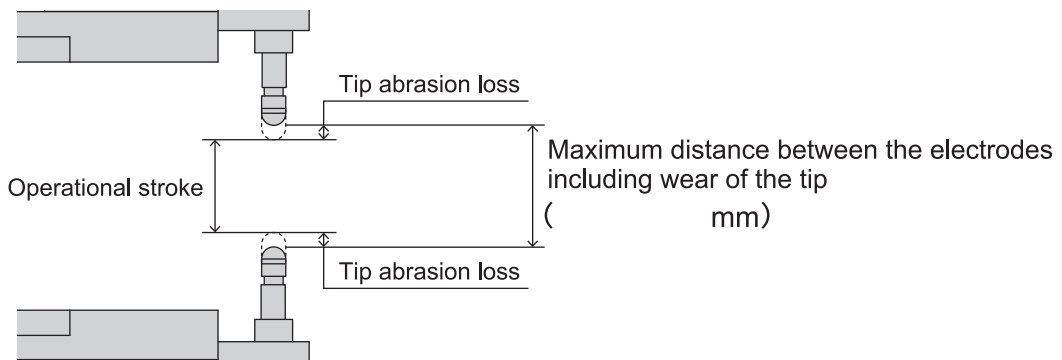 Tip abrasion loss
Maximum distance between the electrodes
including wear of the tip
( mm)
Operational stroke
Tip abrasion loss